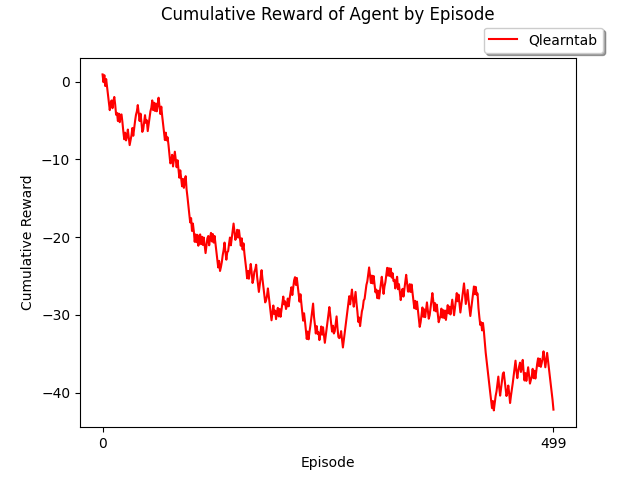 Cumulative Reward of Agent by Episode
Qlearntab
0
−10
−20
−30
−40
Cumulative Reward
0
499
Episode